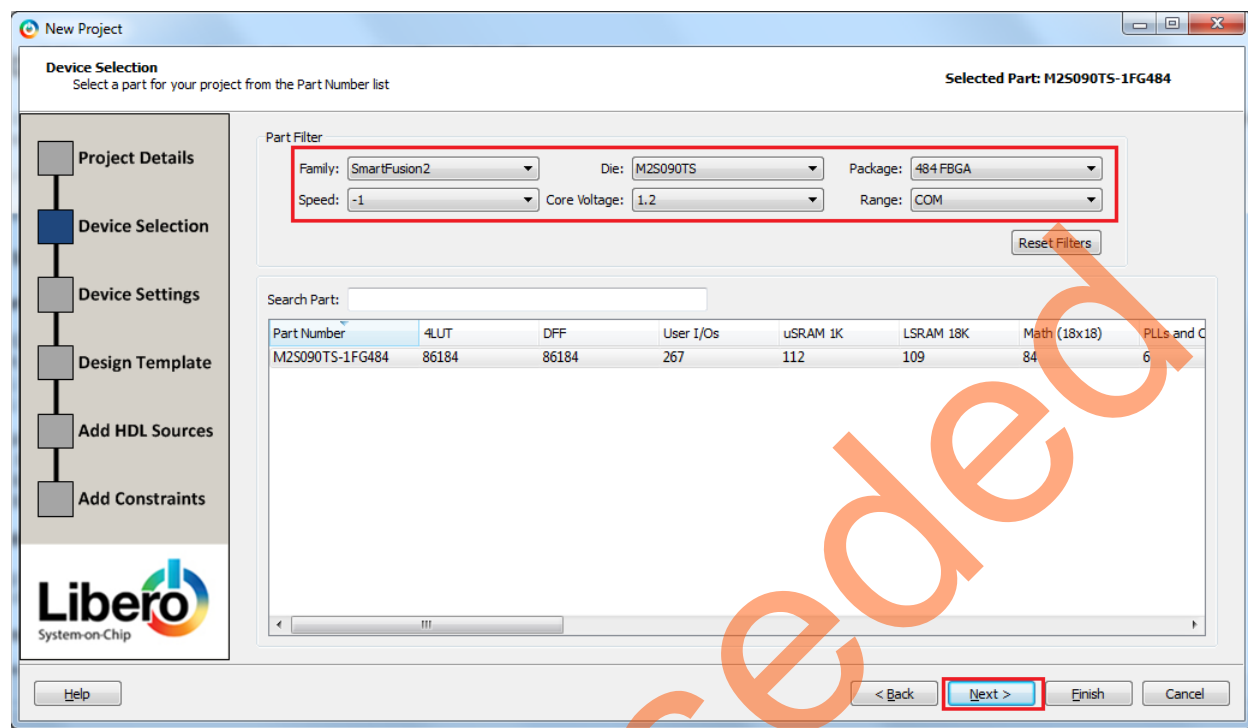 New Project
Device Selection
Select a part for your project from the Part Number list
Selected Part: M2S090TS-1FG484
Project Details
Device Selection
Device Settings
Design Template
Add HDL Sources
Add Constraints
Libero
System-on-Chip
Part Filter
Family: SmartFusion2 Die: M2S090TS Package: 484 FBGA
Speed: -1 Core Voltage: 1.2 Range: COM
Reset Filters
Search Part:
Part Number 4LUT DFF User I/Os uSRAM 1K LSRAM 18K Math (18x18) PLLs and C
M2S090TS-1FG484 86184 86184 267 112 109 84 6
Help < Back Next > Finish Cancel
ceded